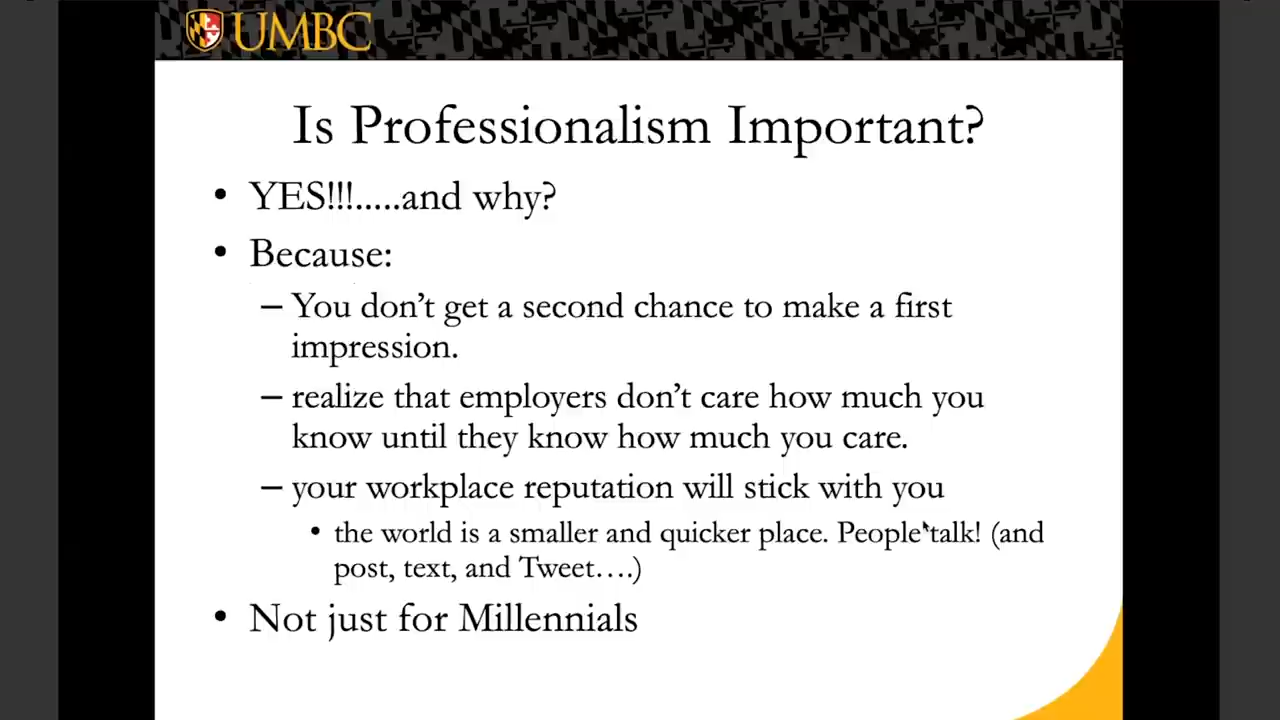 UMBC
Is Professionalism Important?
• YES!!!.....and why?
• Because:
– You don’t get a second chance to make a first
impression.
– realize that employers don’t care how much you
know until they know how much you care.
– your workplace reputation will stick with you
• the world is a smaller and quicker place. People talk! (and
post, text, and Tweet….)
• Not just for Millennials